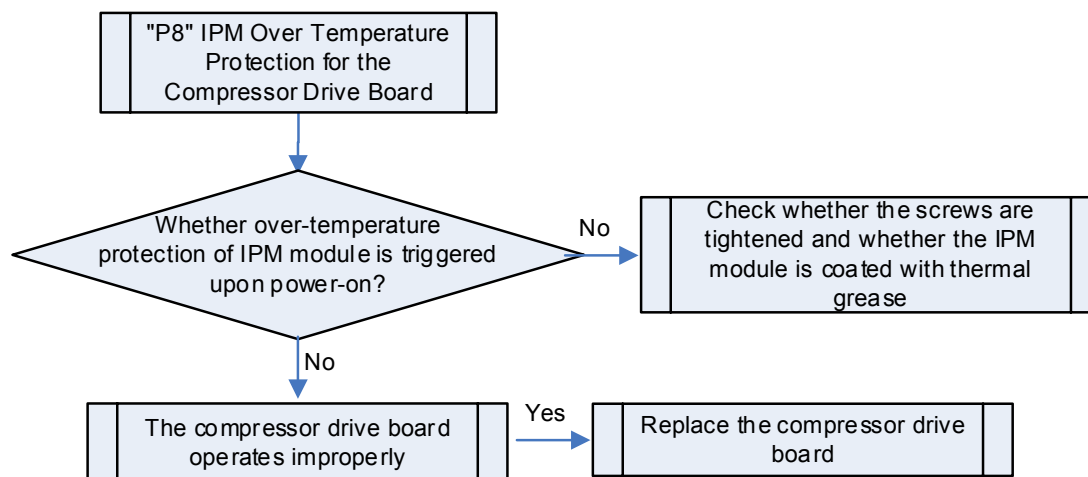 "P8" IPM Over Temperature
Protection for the
Compressor Drive Board
Whether over-temperature
protection of IPM module is triggered
upon power-on?
No
Check whether the screws are
tightened and whether the IPM
module is coated with thermal
grease
No
The compressor drive board
operates improperly
Yes
Replace the compressor drive
board